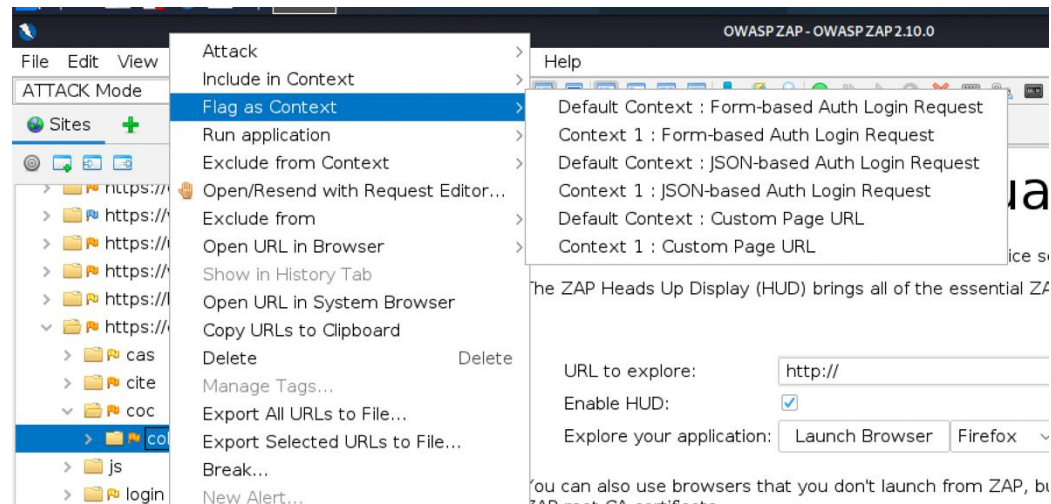 OWASP ZAP - OWASP ZAP 2.10.0
File Edit View
Help
ATTACK Mode
Sites
https://
https://
https://
https://
https://
https://
cas
cite
coc
col
js
login
Attack
Include in Context
Flag as Context
Run application
Exclude from Context
Open/Resend with Request Editor...
Exclude from
Open URL in Browser
Show in History Tab
Open URL in System Browser
Copy URLs to Clipboard
Delete Delete
Manage Tags...
Export All URLs to File...
Export Selected URLs to File...
Break...
New Alert...
Default Context : Form-based Auth Login Request
Context 1 : Form-based Auth Login Request
Default Context : JSON-based Auth Login Request
Context 1 : JSON-based Auth Login Request
Default Context : Custom Page URL
Context 1 : Custom Page URL
ua
ice se
The ZAP Heads Up Display (HUD) brings all of the essential ZA
URL to explore: http://
Enable HUD:
Explore your application: Launch Browser Firefox
You can also use browsers that you don't launch from ZAP, bu
ZAP root CA certificate